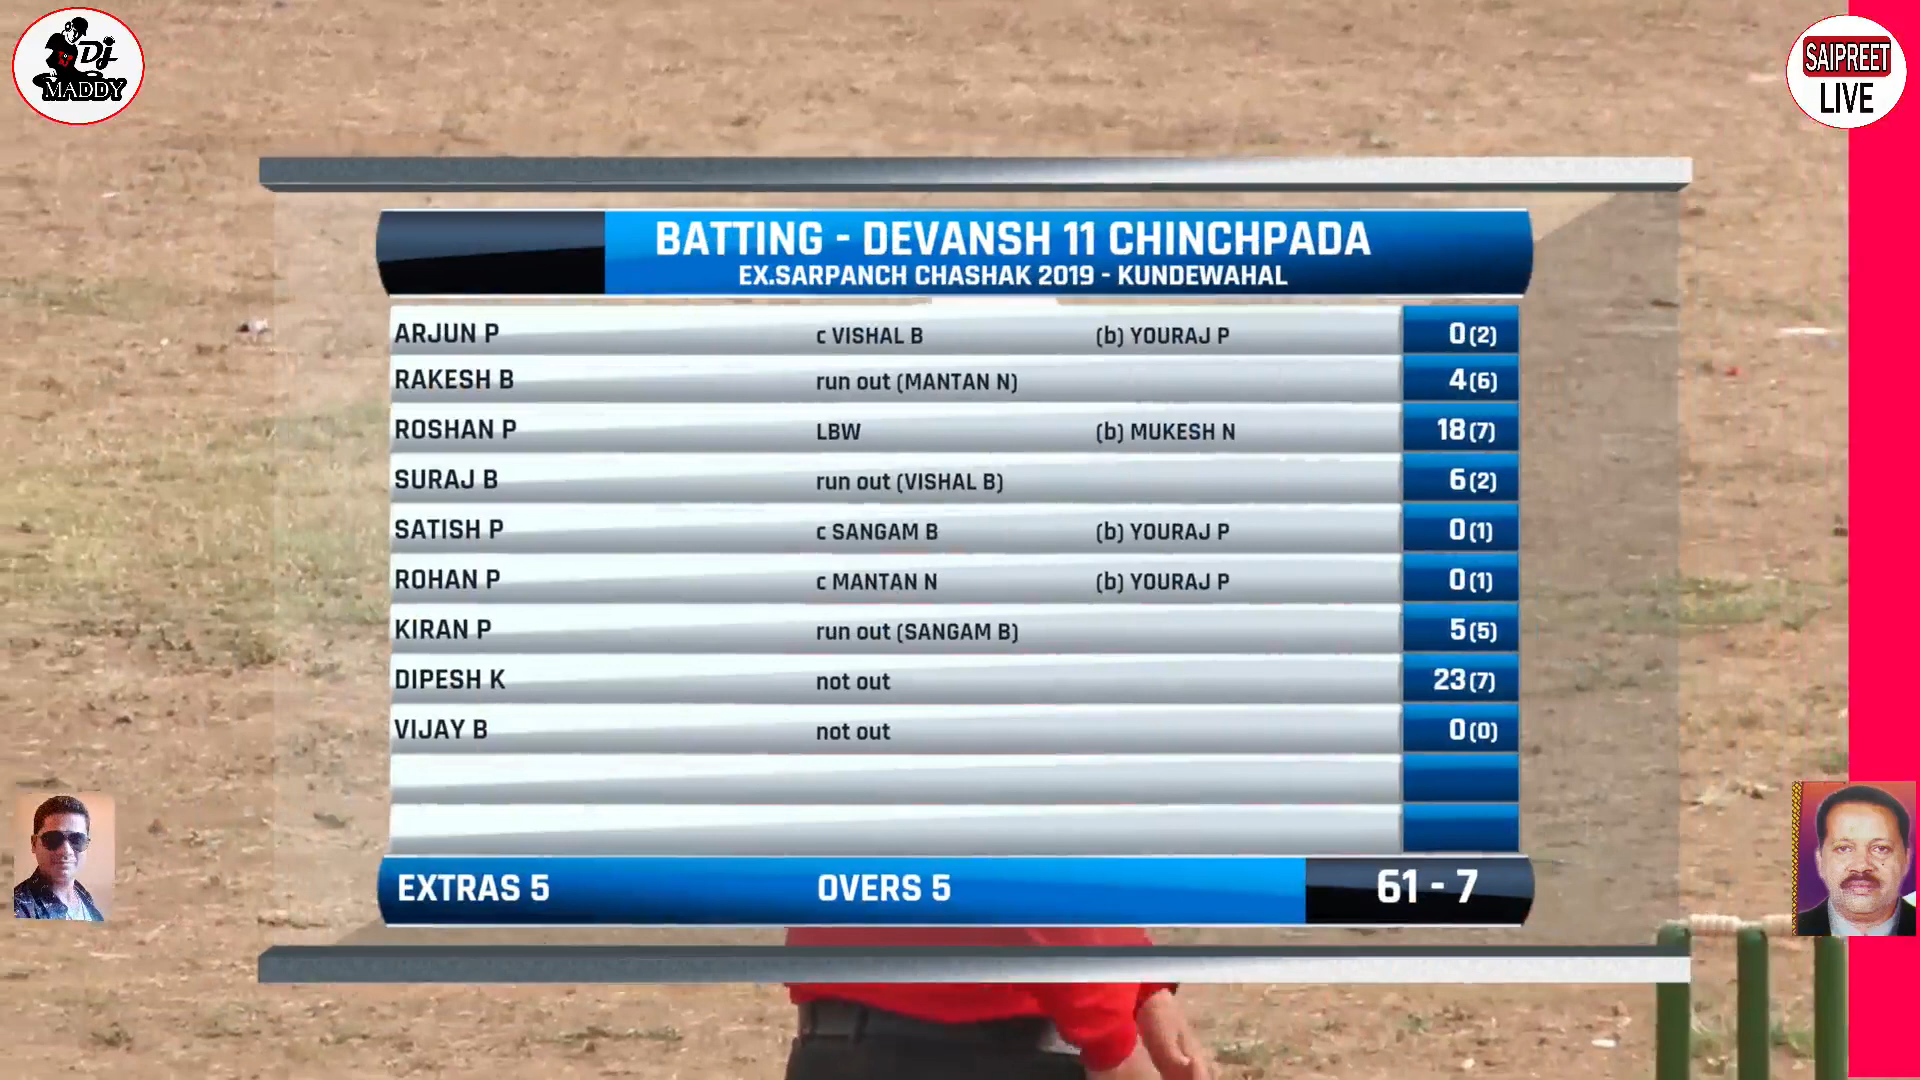 Dj
MADDY
SAIPREET
LIVE
BATTING - DEVANSH 11 CHINCHPADA
EX.SARPANCH CHASHAK 2019 - KUNDEWAHAL
ARJUN P c VISHAL B (b) YOURAJ P 0(2)
RAKESH B run out (MANTAN N) 4(6)
ROSHAN P LBW (b) MUKESH N 18(7)
SURAJ B run out (VISHAL B) 6(2)
SATISH P c SANGAM B (b) YOURAJ P 0(1)
ROHAN P c MANTAN N (b) YOURAJ P 0(1)
KIRAN P run out (SANGAM B) 5(5)
DIPESH K not out 23(7)
VIJAY B not out 0(0)
EXTRAS 5 OVERS 5 61 - 7